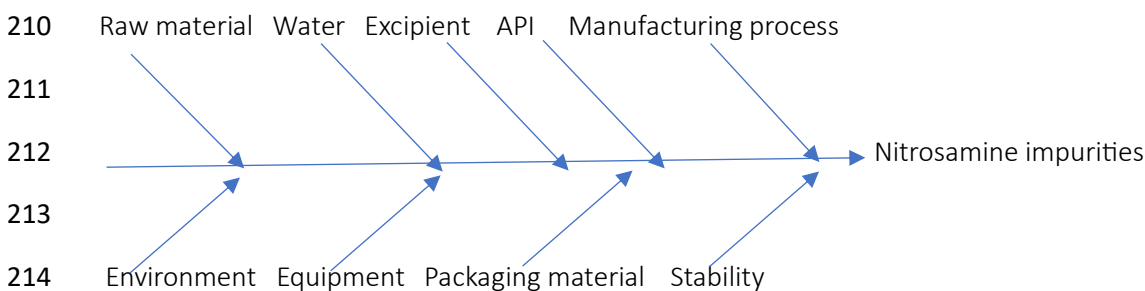 210 Raw material Water Excipient API Manufacturing process
211
212 Nitrosamine impurities
213
214 Environment Equipment Packaging material Stability